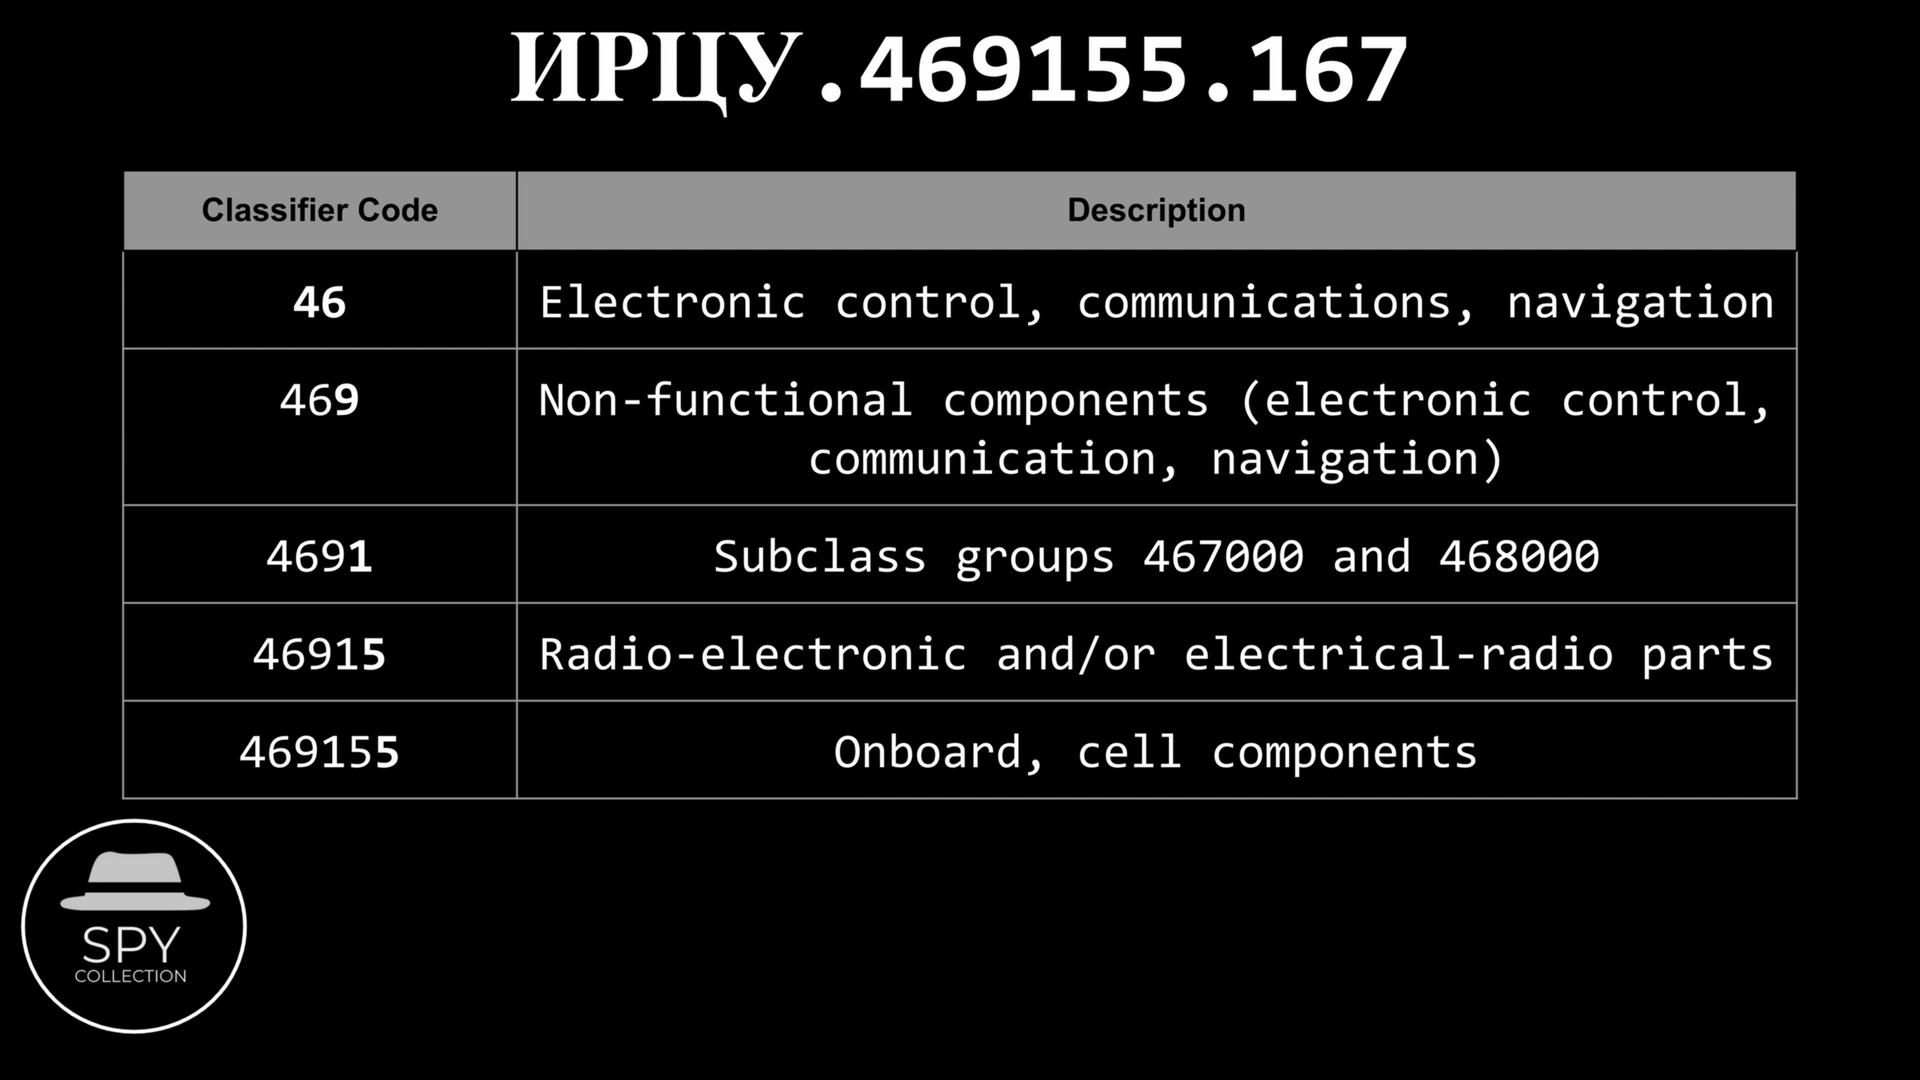 ИРЦУ.469155.167
Classifier Code Description
46 Electronic control, communications, navigation
469 Non-functional components (electronic control,
communication, navigation)
4691 Subclass groups 467000 and 468000
46915 Radio-electronic and/or electrical-radio parts
469155 Onboard, cell components
SPY
COLLECTION